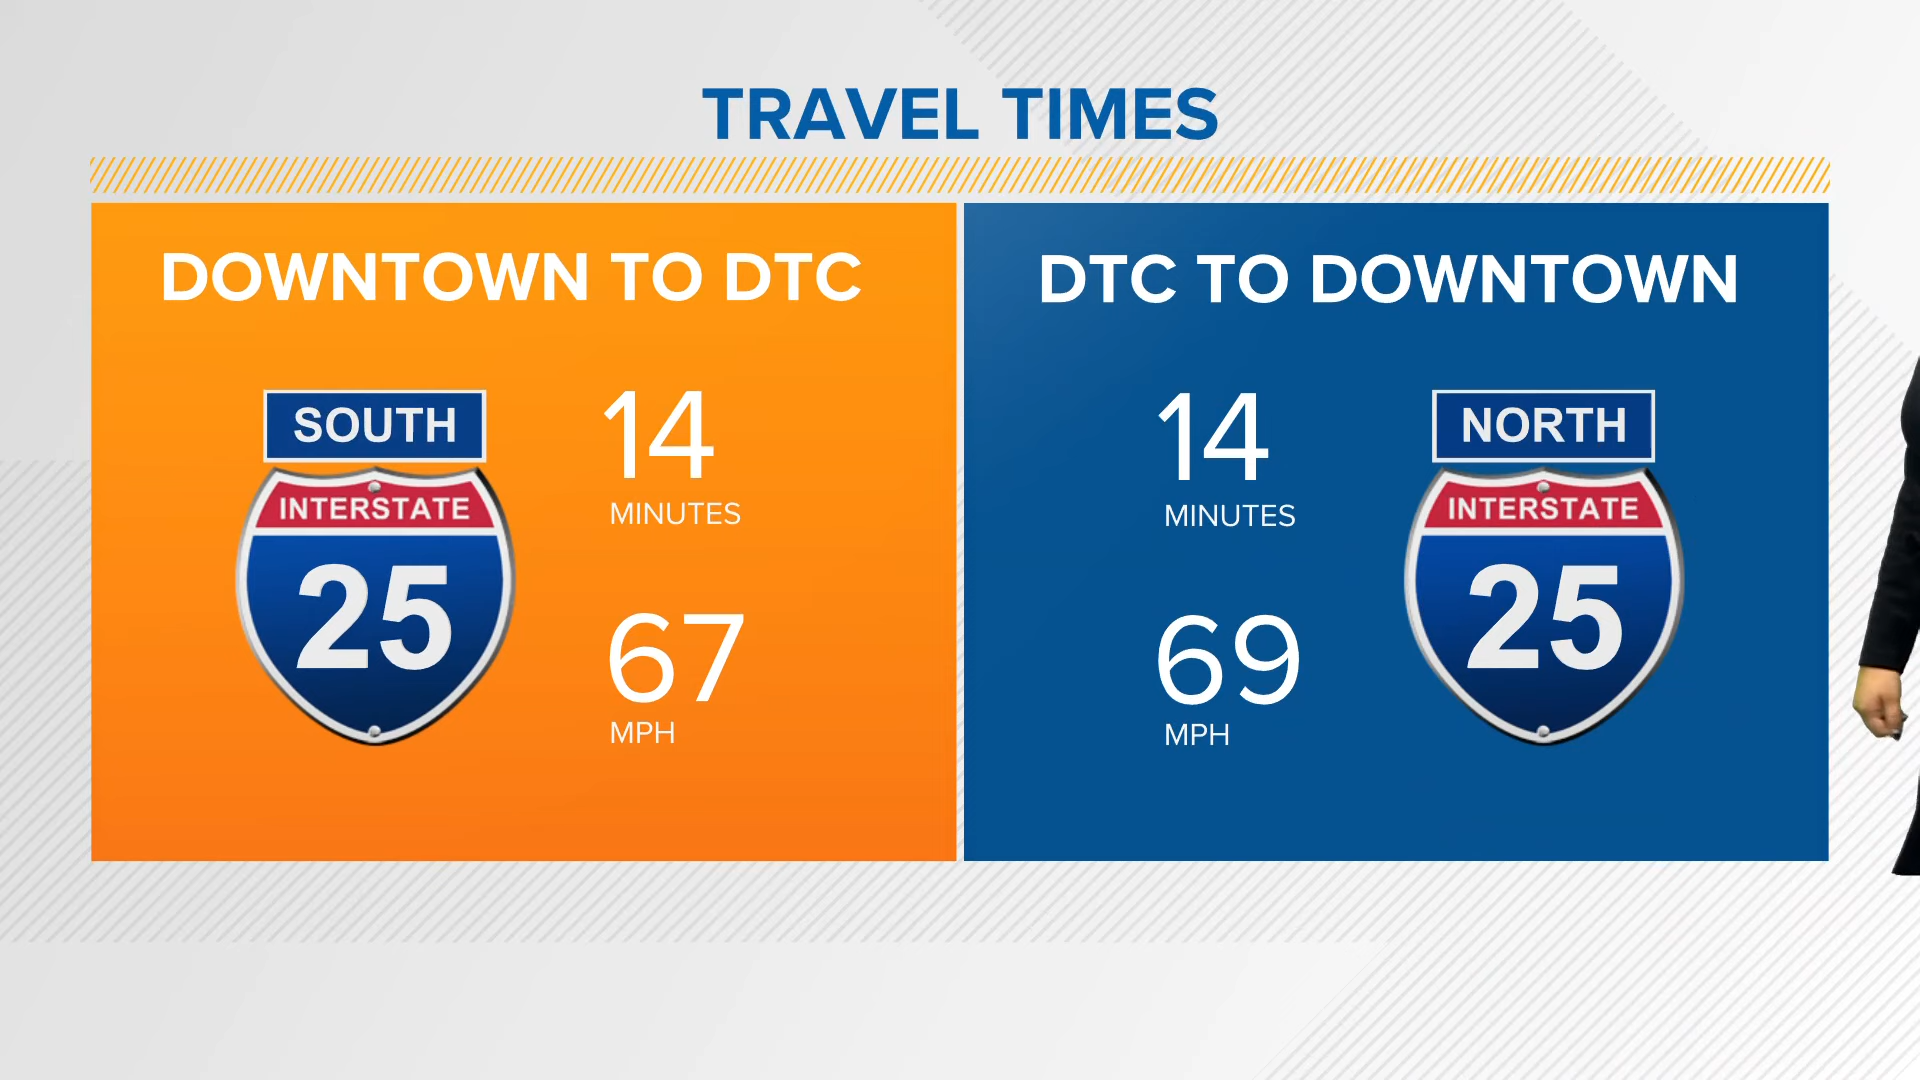 TRAVEL TIMES
DOWNTOWN TO DTC
SOUTH
INTERSTATE
25
14
MINUTES
67
MPH
DTC TO DOWNTOWN
14
MINUTES
69
MPH
NORTH
INTERSTATE
25